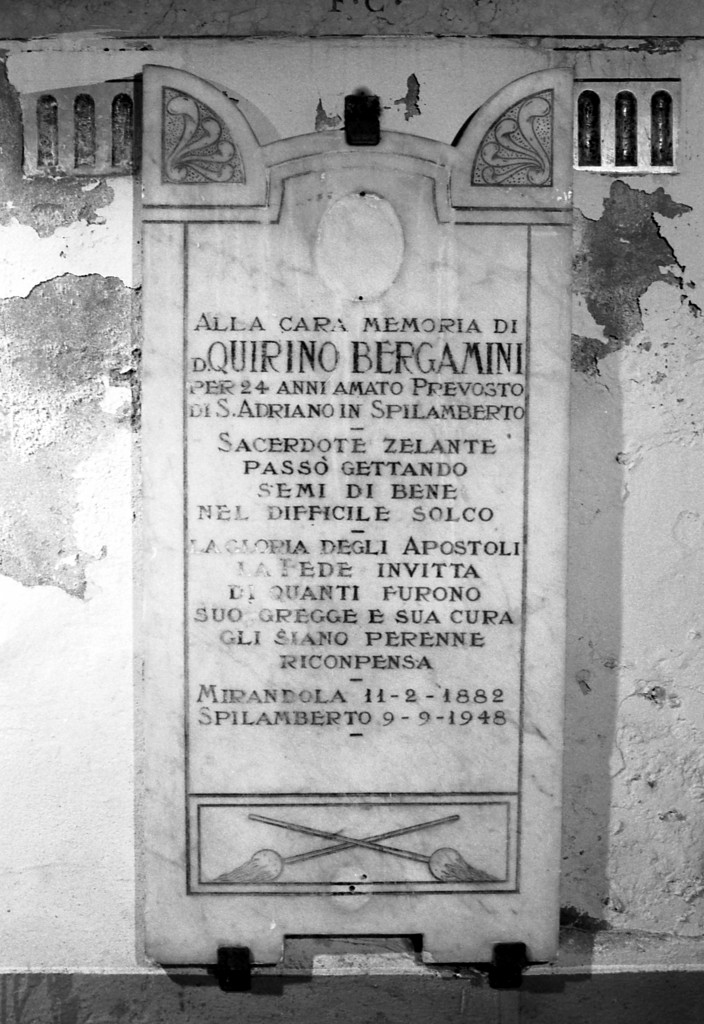 F·C·
ALLA CARA MEMORIA DI
D. QUIRINO BERGAMINI
PER 24 ANNI AMATO PREVOSTO
DI S. ADRIANO IN SPILAMBERTO
SACERDOTE ZELANTE
PASSÒ GETTANDO
SEMI DI BENE
NEL DIFFICILE SOLCO
LA GLORIA DEGLI APOSTOLI
LA FEDE INVITTA
DI QUANTI FURONO
SUO GREGGE E SUA CURA
GLI SIANO PERENNE
RICONPENSA
MIRANDOLA 11-2-1882
SPILAMBERTO 9-9-1948